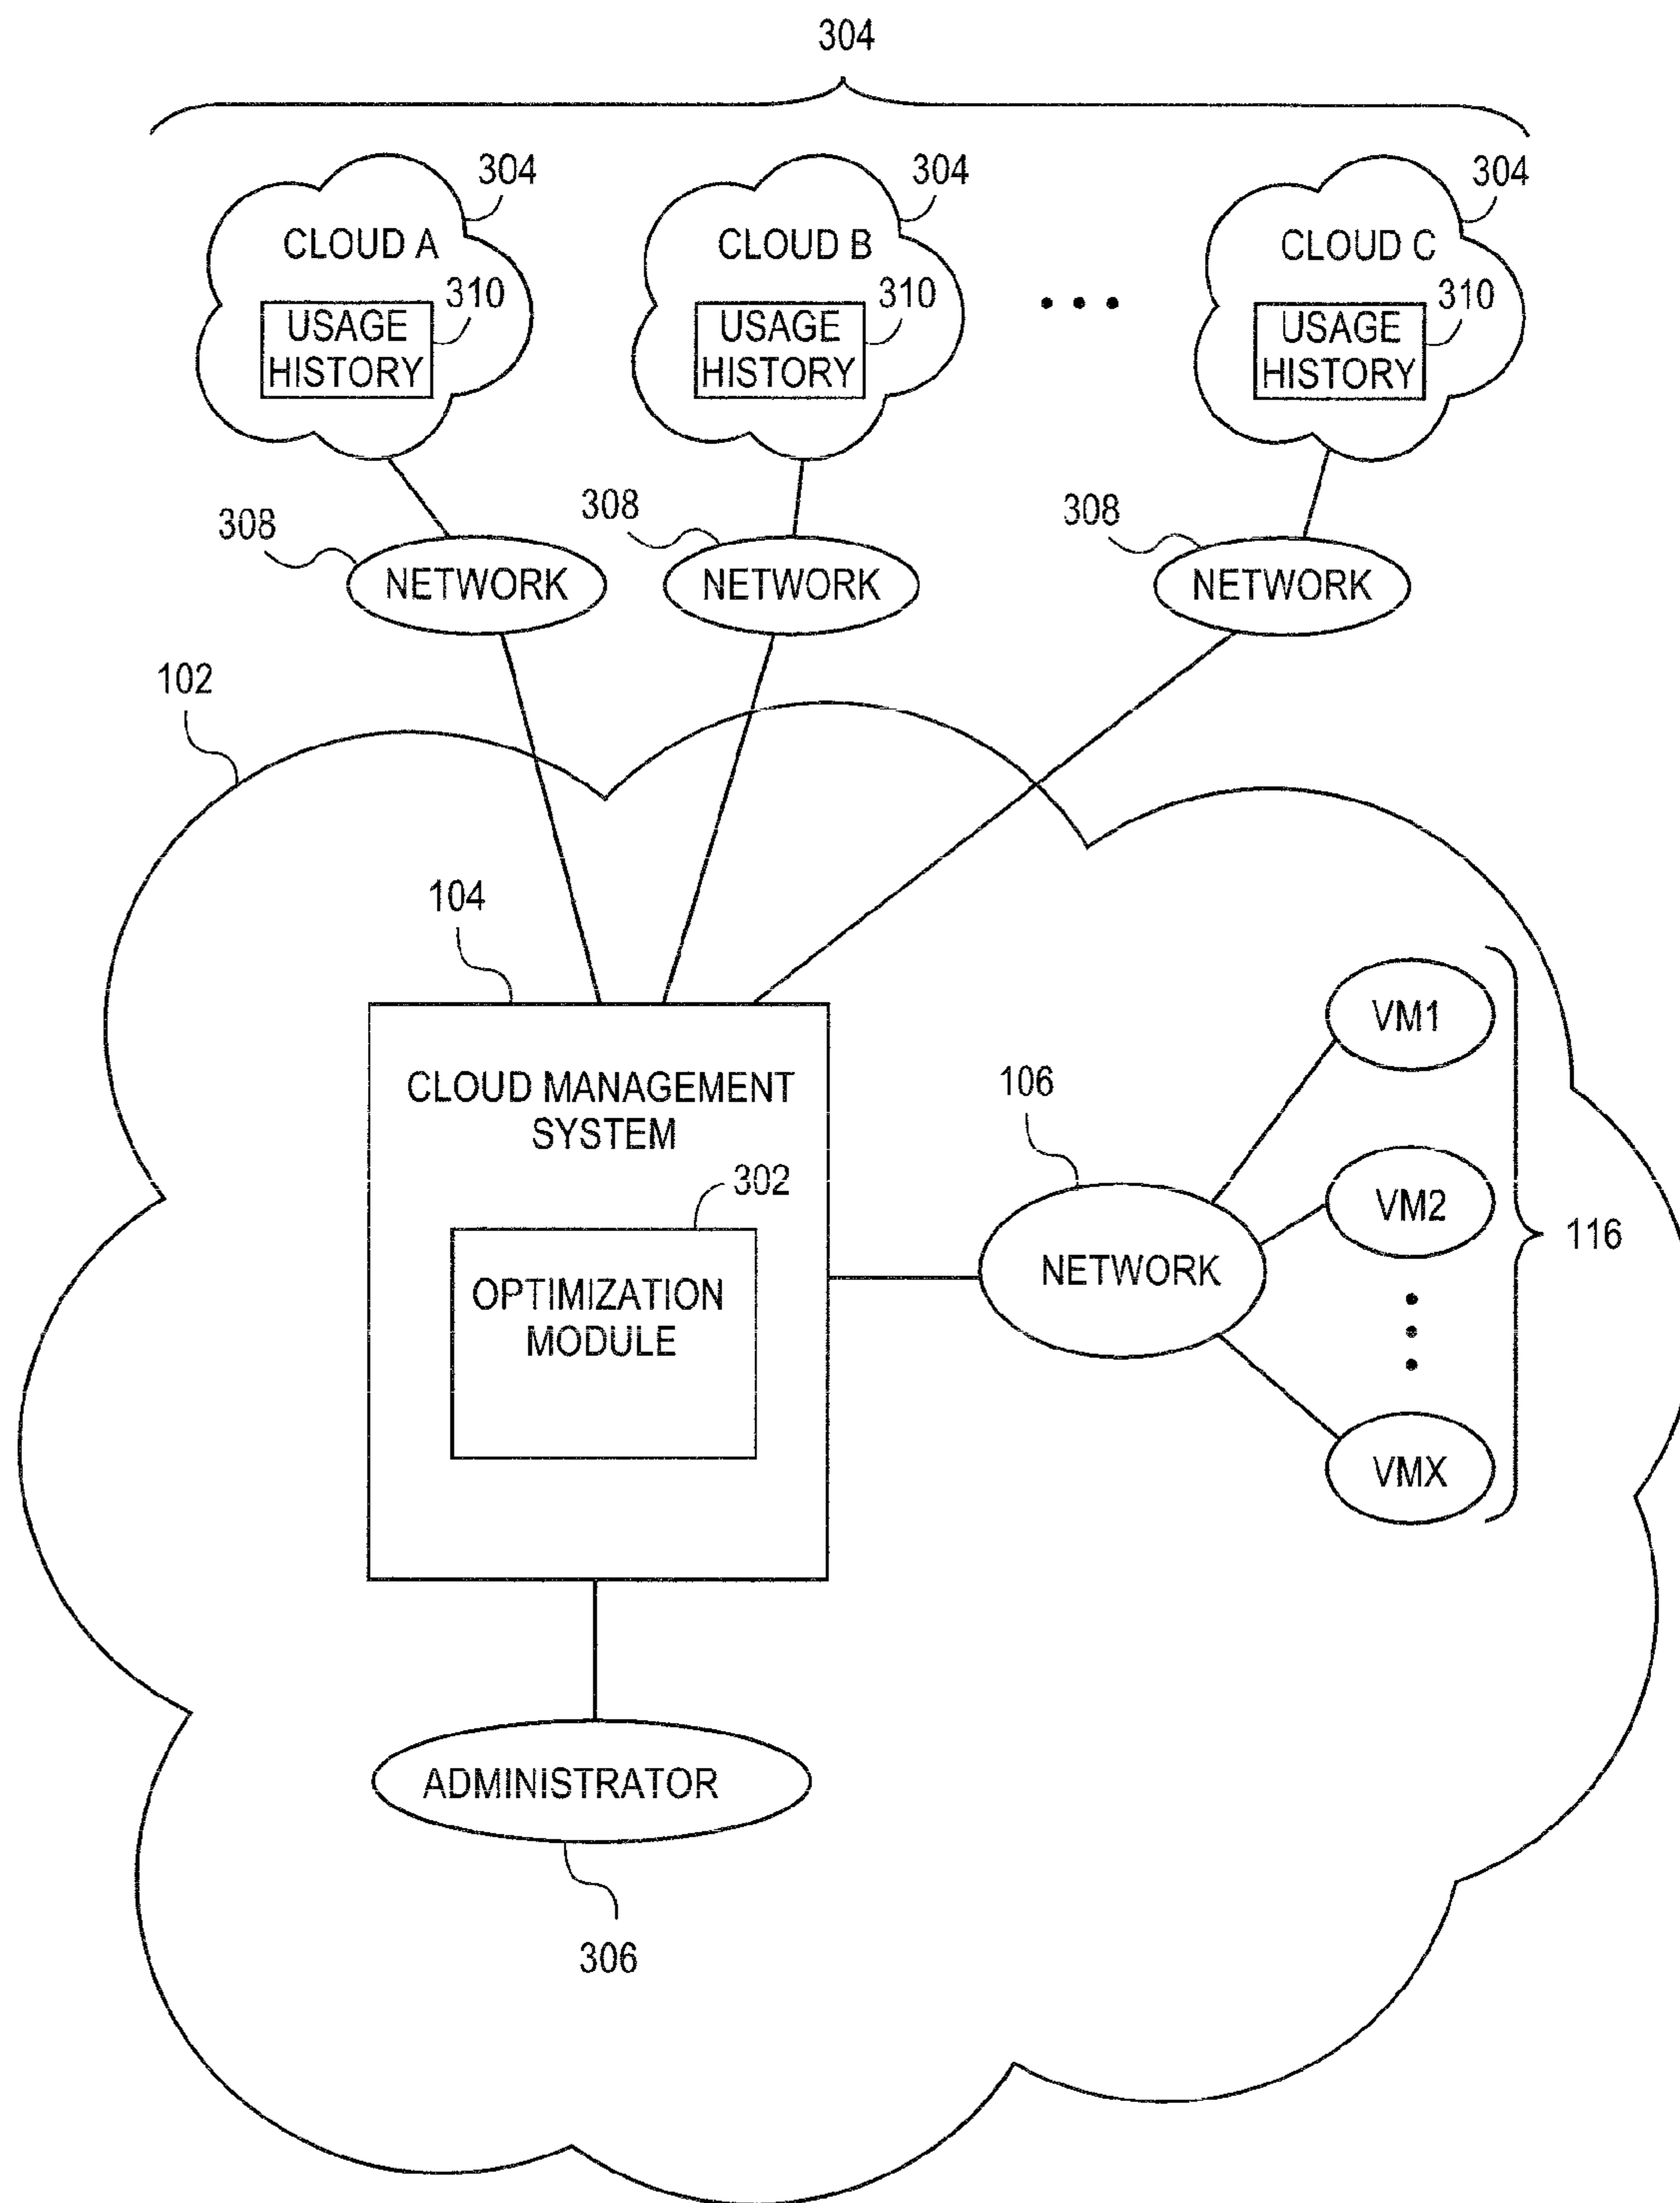 304
304
304
304
CLOUD A
CLOUD B
CLOUD C
310
310
310
USAGE
HISTORY
USAGE
HISTORY
USAGE
HISTORY
308
308
308
NETWORK
NETWORK
NETWORK
102
104
CLOUD MANAGEMENT
SYSTEM
302
OPTIMIZATION
MODULE
106
NETWORK
VM1
VM2
VMX
116
ADMINISTRATOR
306